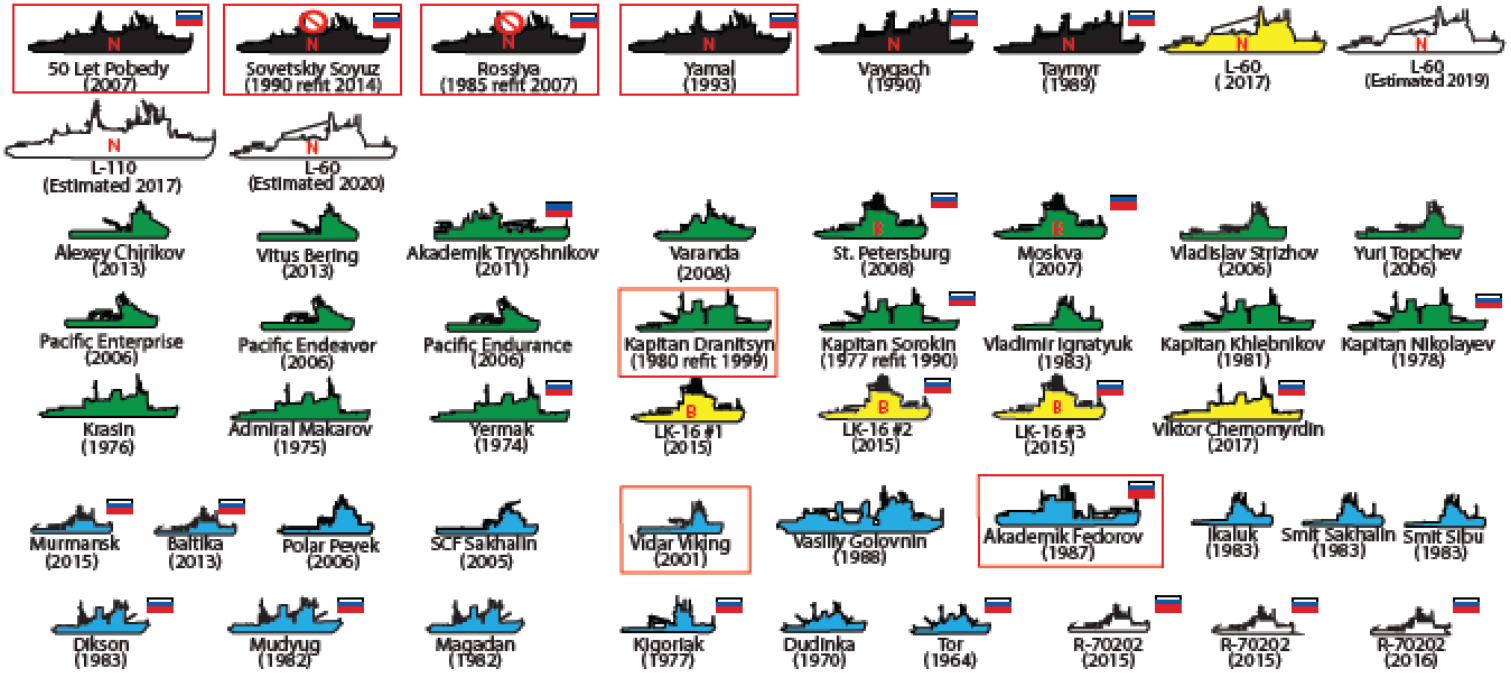 N N N N N N N N
50 Let Pobedy Sovetskiy Soyuz Rossiya Yamal Vaygach Taymyr L-60 L-60
(2007) (1990 refit 2014) (1985 refit 2007) (1993) (1990) (1989) ( 2017) (Estimated 2019)
N N
L-110 L-60
(Estimated 2017) (Estimated 2020)
B B
Alexey Chirikov Vitus Bering Akademik Tryoshnikov Varanda St. Petersburg Moskva Vladislav Strizhov Yuri Topchev
(2013) (2013) (2011) (2008) (2008) (2007) (2006) (2006)
Pacific Enterprise Pacific Endeavor Pacific Endurance Kapitan Dranitsyn Kapitan Sorokin Vladimir Ignatyuk Kapitan Khlebnikov Kapitan Nikolayev
(2006) (2006) (2006) (1980 refit 1999) (1977 refit 1990) (1983) (1981) (1978)
B B B
Krasin Admiral Makarov Yermak LK-16 #1 LK-16 #2 LK-16 #3 Viktor Chernomyrdin
(1976) (1975) (1974) (2015) (2015) (2015) (2017)
Murmansk Baltika Polar Pevek SCF Sakhalin Vidar Viking Vasiliy Golovnin Akademik Fedorov Ikaluk Smit Sakhalin Smit Sibu
(2015) (2013) (2006) (2005) (2001) (1988) (1987) (1983) (1983) (1983)
Dikson Mudyug Magadan Kigoriak Dudinka Tor R-70202 R-70202 R-70202
(1983) (1982) (1982) (1977) (1970) (1964) (2015) (2015) (2016)